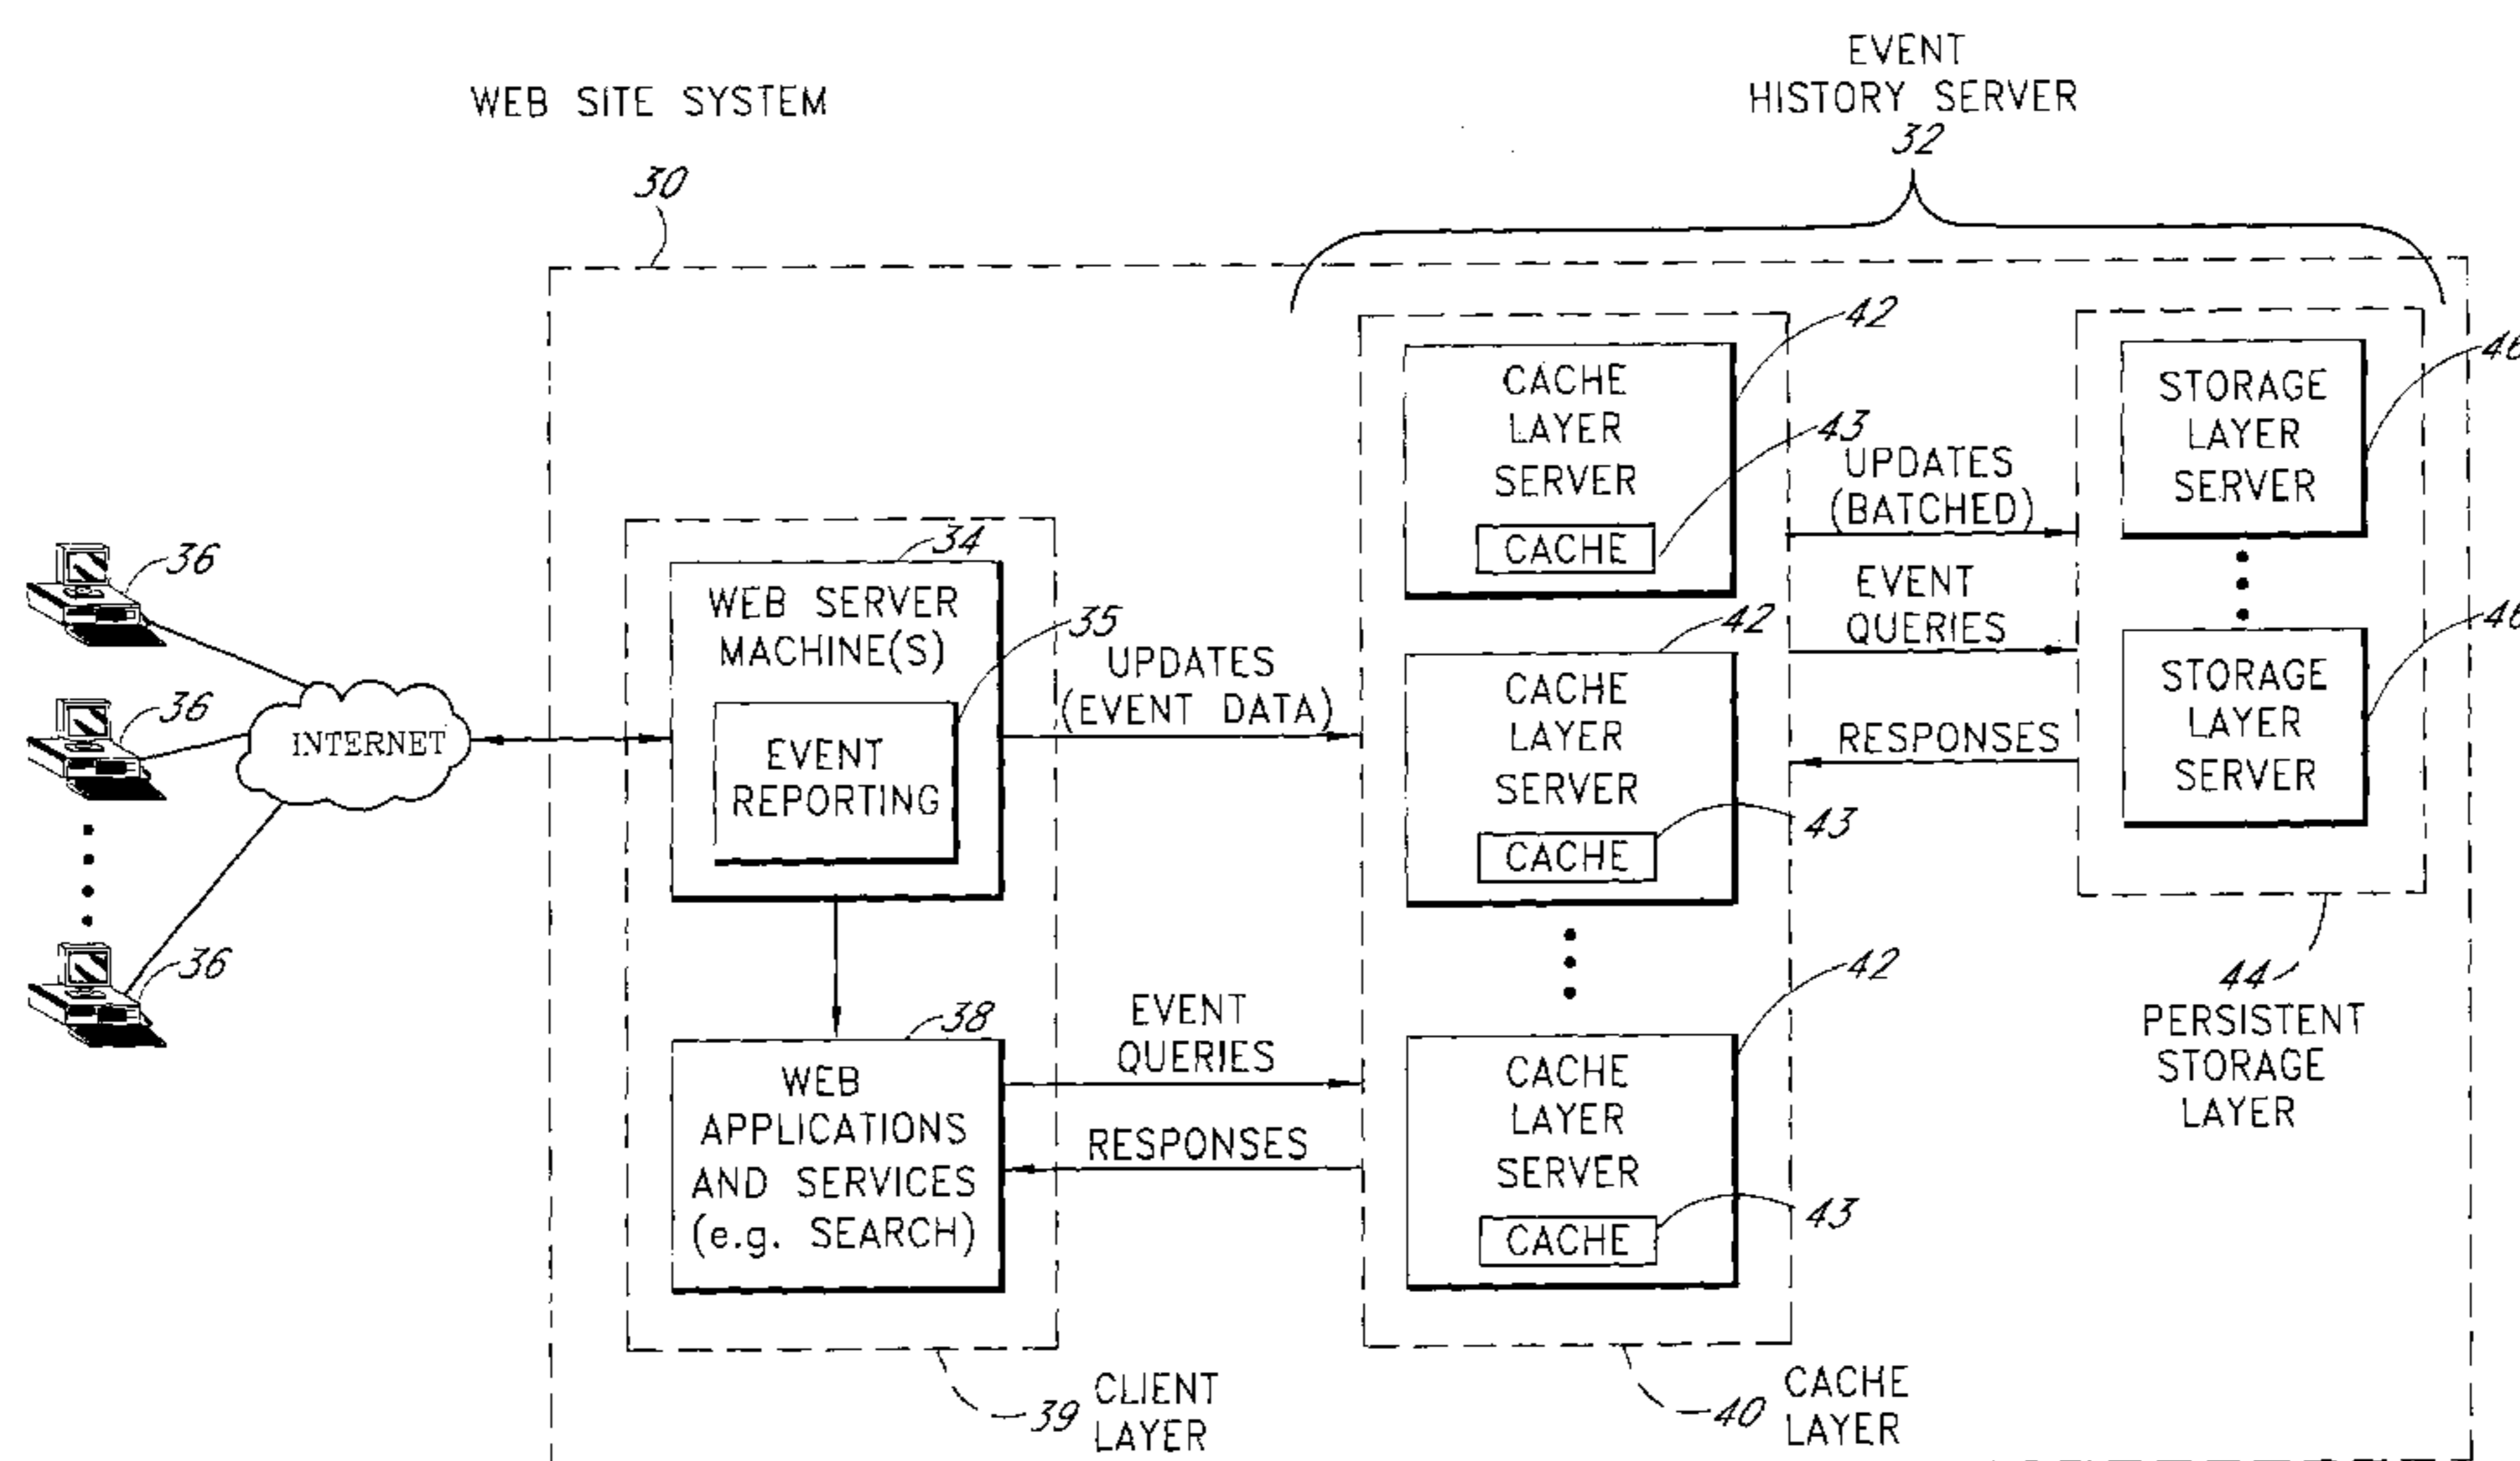 EVENT
HISTORY SERVER
32
WEB SITE SYSTEM
30
36
36
36
INTERNET
34
WEB SERVER
MACHINE(S)
35
EVENT
REPORTING
38
WEB
APPLICATIONS
AND SERVICES
(e.g. SEARCH)
39 CLIENT
LAYER
UPDATES
(EVENT DATA)
EVENT
QUERIES
RESPONSES
42
CACHE
LAYER
SERVER
43
CACHE
42
CACHE
LAYER
SERVER
43
CACHE
42
CACHE
LAYER
SERVER
43
CACHE
40 CACHE
LAYER
UPDATES
(BATCHED)
EVENT
QUERIES
RESPONSES
46
STORAGE
LAYER
SERVER
46
STORAGE
LAYER
SERVER
44
PERSISTENT
STORAGE
LAYER